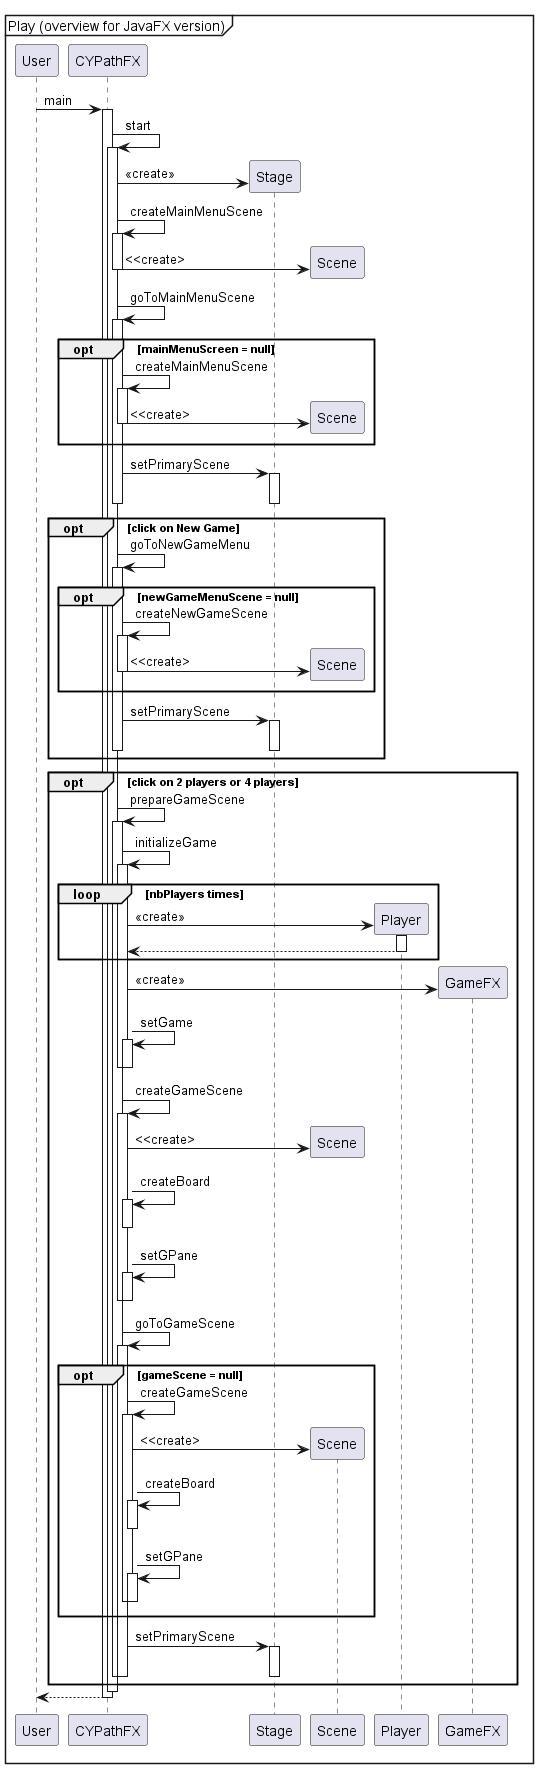 Play (overview for JavaFX version)
User
CYPathFX
main
start
«create»
Stage
createMainMenuScene
<<create>
Scene
goToMainMenuScene
opt
[mainMenuScreen = null]
createMainMenuScene
<<create>
Scene
setPrimaryScene
opt
[click on New Game]
goToNewGameMenu
opt
[newGameMenuScene = null]
createNewGameScene
<<create>
Scene
setPrimaryScene
opt
[click on 2 players or 4 players]
prepareGameScene
initializeGame
loop
[nbPlayers times]
«create»
Player
«create»
GameFX
setGame
createGameScene
<<create>
Scene
createBoard
setGPane
goToGameScene
opt
[gameScene = null]
createGameScene
<<create>
Scene
createBoard
setGPane
setPrimaryScene
User
CYPathFX
Stage
Scene
Player
GameFX